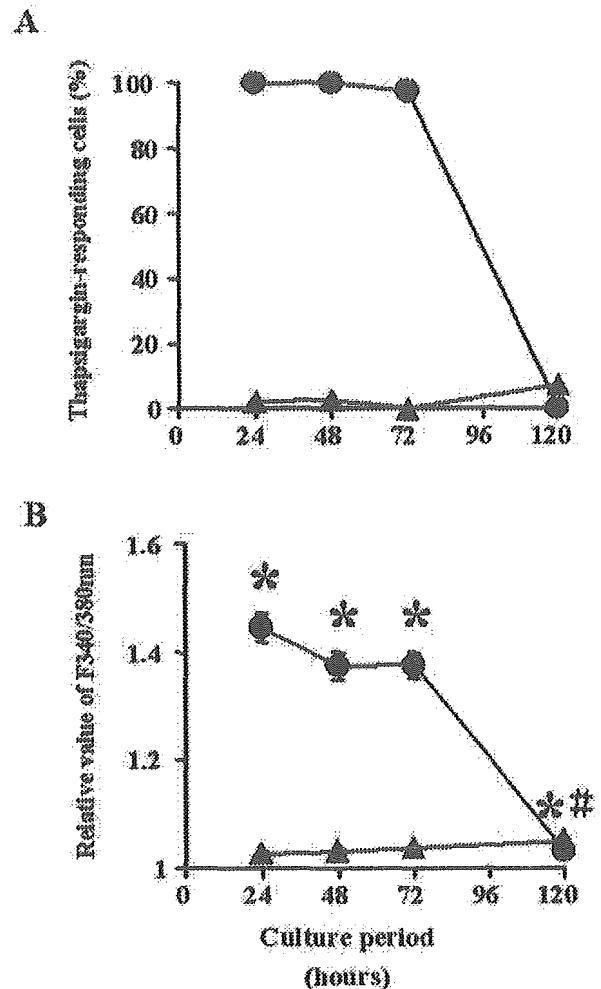 A
Thapsigargin-responding cells (%)
100
80
60
40
20
0
0 24 48 72 96 120
B
Relative value of F340/380nm
1.6
1.4
1.2
1
* * * *#
0 24 48 72 96 120
Culture period
(hours)